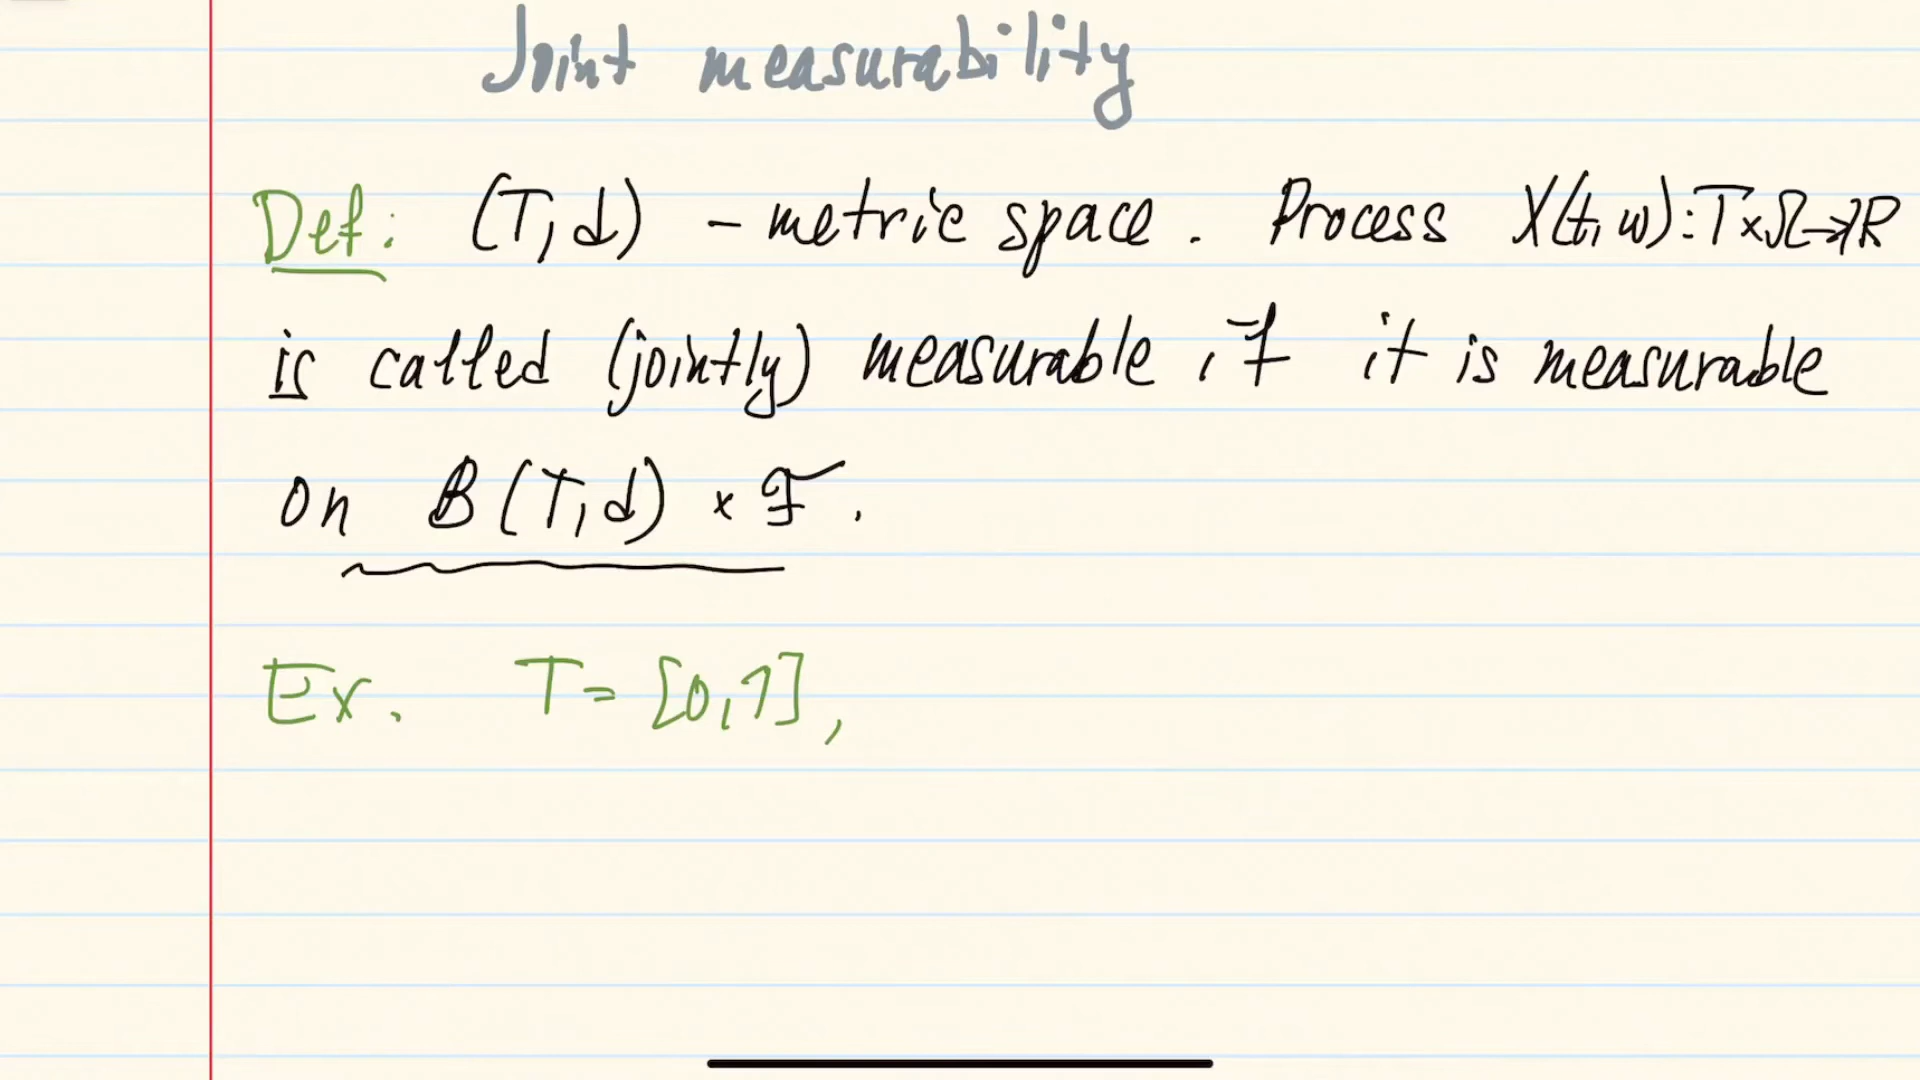 Joint measurability
Def: (T,d) - metric space. Process X(t,ω):T×Ω→R
is called (jointly) measurable if it is measurable
on B(T,d) × F.
Ex. T= [0,1],